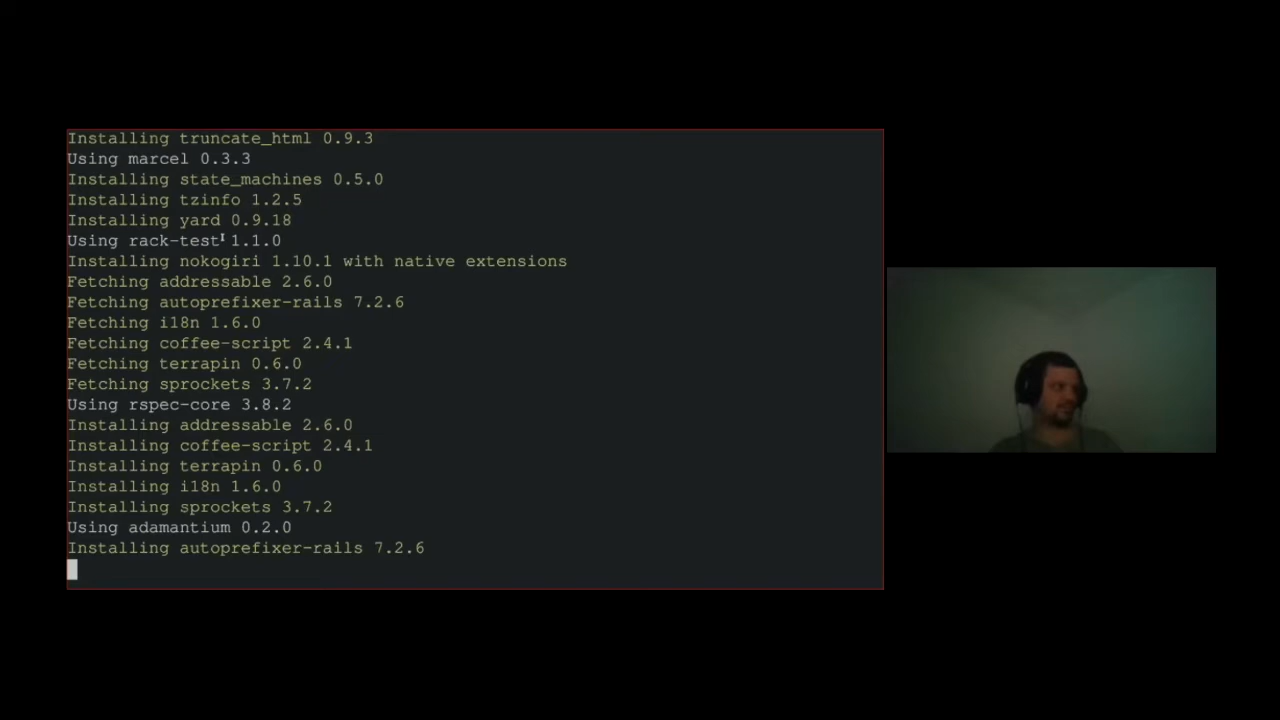 Installing truncate_html 0.9.3
Using marcel 0.3.3
Installing state_machines 0.5.0
Installing tzinfo 1.2.5
Installing yard 0.9.18
Using rack-test 1.1.0
Installing nokogiri 1.10.1 with native extensions
Fetching addressable 2.6.0
Fetching autoprefixer-rails 7.2.6
Fetching i18n 1.6.0
Fetching coffee-script 2.4.1
Fetching terrapin 0.6.0
Fetching sprockets 3.7.2
Using rspec-core 3.8.2
Installing addressable 2.6.0
Installing coffee-script 2.4.1
Installing terrapin 0.6.0
Installing i18n 1.6.0
Installing sprockets 3.7.2
Using adamantium 0.2.0
Installing autoprefixer-rails 7.2.6